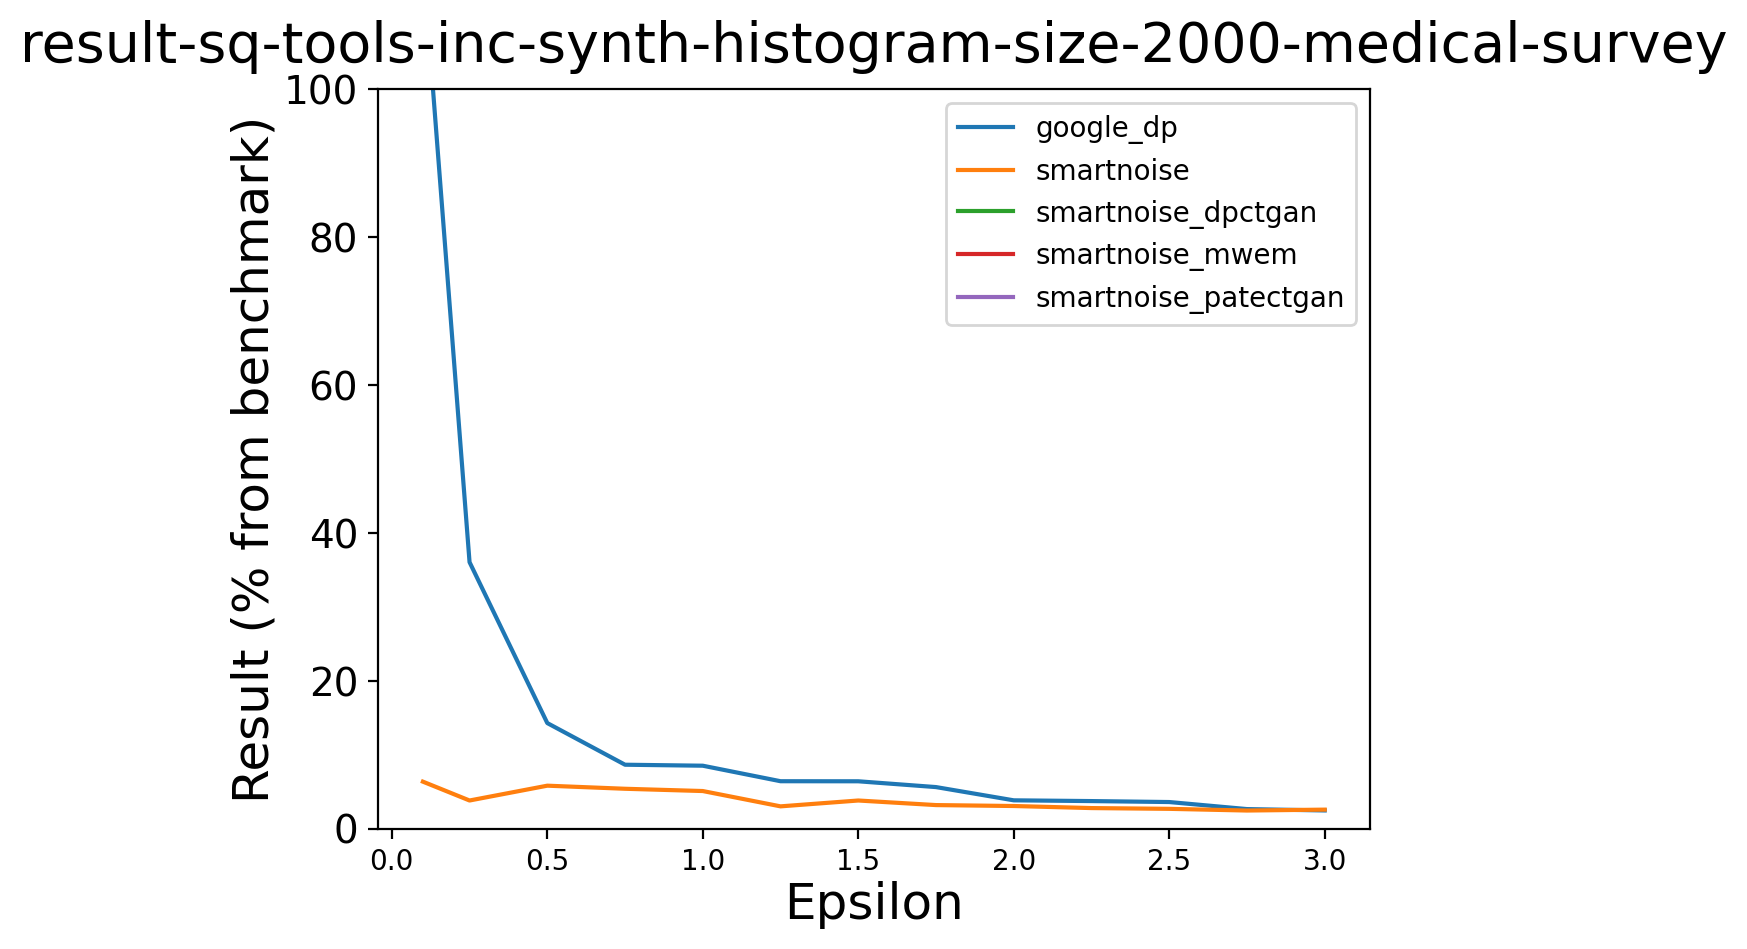 result-sq-tools-inc-synth-histogram-size-2000-medical-survey
Result (% from benchmark)
100
80
60
40
20
0
google_dp
smartnoise
smartnoise_dpctgan
smartnoise_mwem
smartnoise_patectgan
0.0 0.5 1.0 1.5 2.0 2.5 3.0
Epsilon